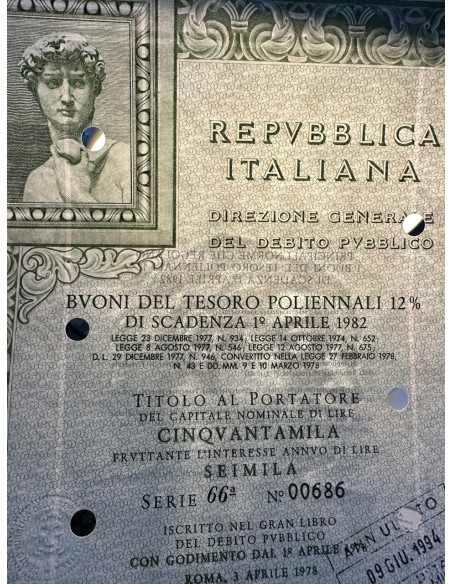 REPVBBLICA
ITALIANA
DIREZIONE GENERALE
DEL DEBITO PVBBLICO
BVONI DEL TESORO POLIENNALI 12%
DI SCADENZA 1º APRILE 1982
LEGGE 23 DICEMBRE 1977, N. 934; LEGGE 14 OTTOBRE 1974, N. 652;
LEGGE 8 AGOSTO 1977, N. 546; LEGGE 12 AGOSTO 1977, N. 675;
D. L. 29 DICEMBRE 1977, N. 946, CONVERTITO NELLA LEGGE 27 FEBBRAIO 1978,
N. 43 E DD. MM. 9 E 10 MARZO 1978
TITOLO AL PORTATORE
DEL CAPITALE NOMINALE DI LIRE
CINQVANTAMILA
FRVTTANTE L'INTERESSE ANNVO DI LIRE
SEIMILA
SERIE 66ª Nº 00686
ISCRITTO NEL GRAN LIBRO
DEL DEBITO PVBBLICO
CON GODIMENTO DAL 1º APRILE
ROMA, 3 APRILE 1978
ANNULLATO
09 GIU. 1994